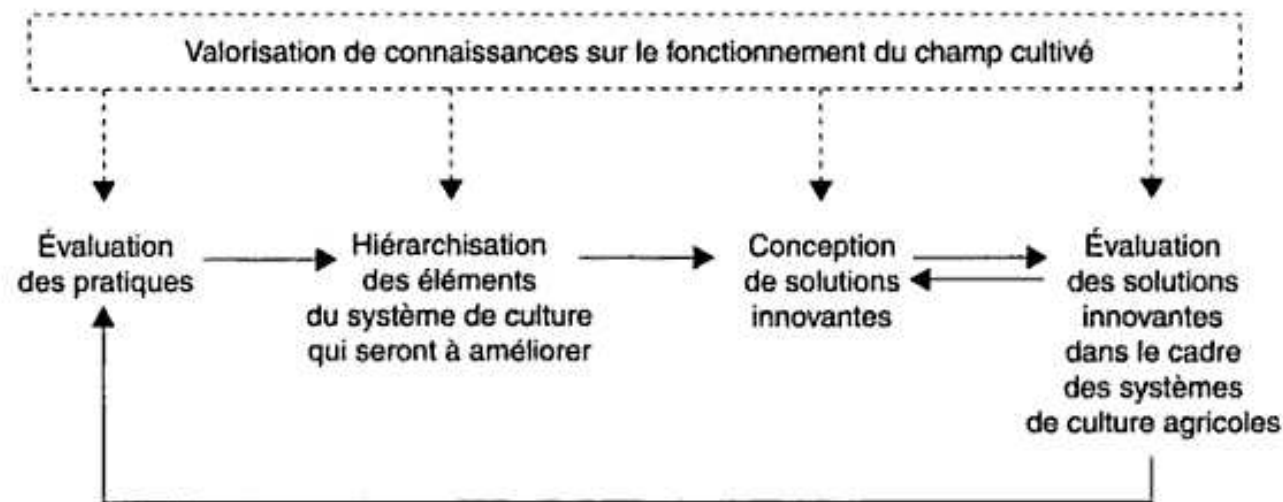 Valorisation de connaissances sur le fonctionnement du champ cultivé
Évaluation
des pratiques
Hiérarchisation
des éléments
du système de culture
qui seront à améliorer
Conception
de solutions
innovantes
Évaluation
des solutions
innovantes
dans le cadre
des systèmes
de culture agricoles